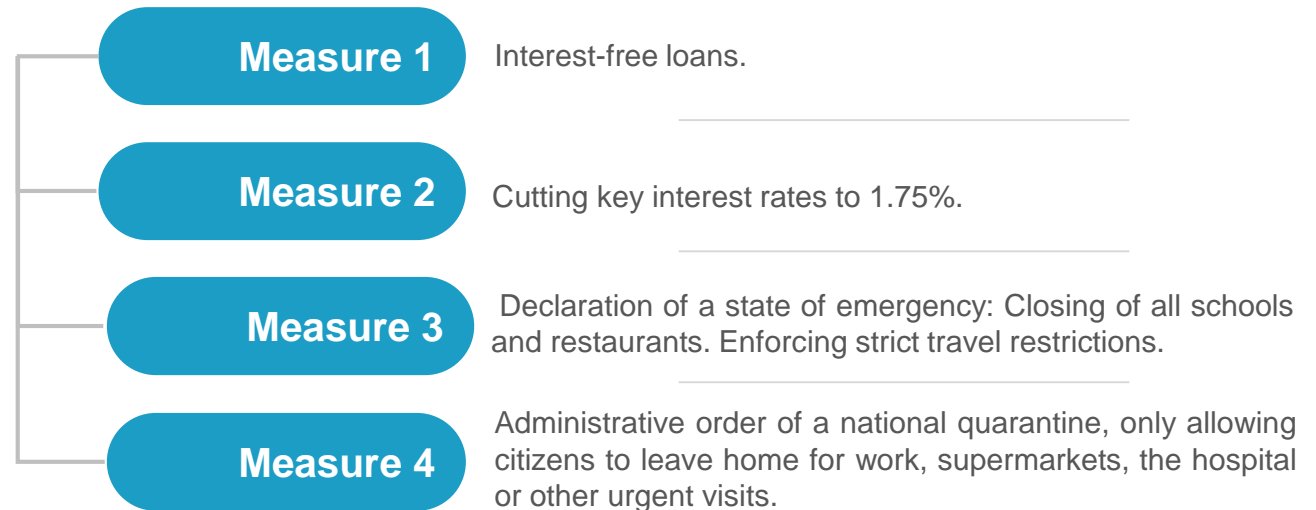 Measure 1
Interest-free loans.
Measure 2
Cutting key interest rates to 1.75%.
Measure 3
Declaration of a state of emergency: Closing of all schools
and restaurants. Enforcing strict travel restrictions.
Measure 4
Administrative order of a national quarantine, only allowing
citizens to leave home for work, supermarkets, the hospital
or other urgent visits.